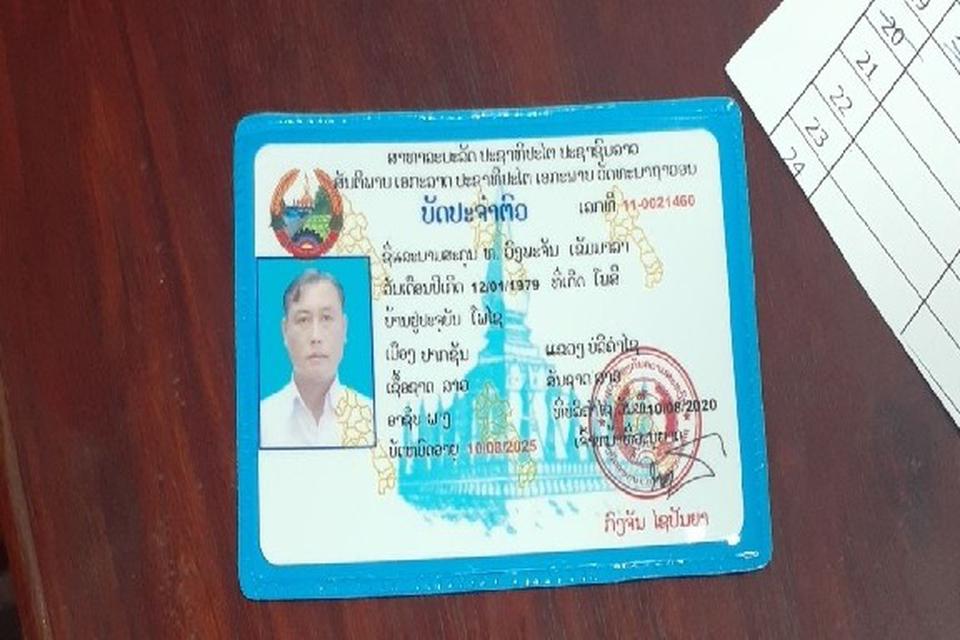 ສາທາລະນະລັດ ປະຊາທິປະໄຕ ປະຊາຊົນລາວ
ສັນຕິພາບ ເອກະລາດ ປະຊາທິປະໄຕ ເອກະພາບ ວັດທະນາຖາວອນ
ບັດປະຈຳຕົວ ເລກທີ 11-0021460
ຊື່ແລະນາມສະກຸນ ທ. ວົງພະຈັນ ເຂັມມາລາ
ວັນເດືອນປີເກີດ 12/01/1979 ທີ່ເກີດ ໂນສີ
ບ້ານຢູ່ປະຈຸບັນ ໂພໄຊ
ເມືອງ ປາກຊັນ ແຂວງ ບໍລິຄຳໄຊ
ເຊື້ອຊາດ ລາວ ສັນຊາດ ລາວ
ອາຊີບ ທີ່ບໍລິຄຳໄຊ ວັນທີ 10/08/2020
ບັດໝົດອາຍຸ 10/08/2025
ກົງຈັນ ໄຊປັນຍາ
19
20
21
22
23
24